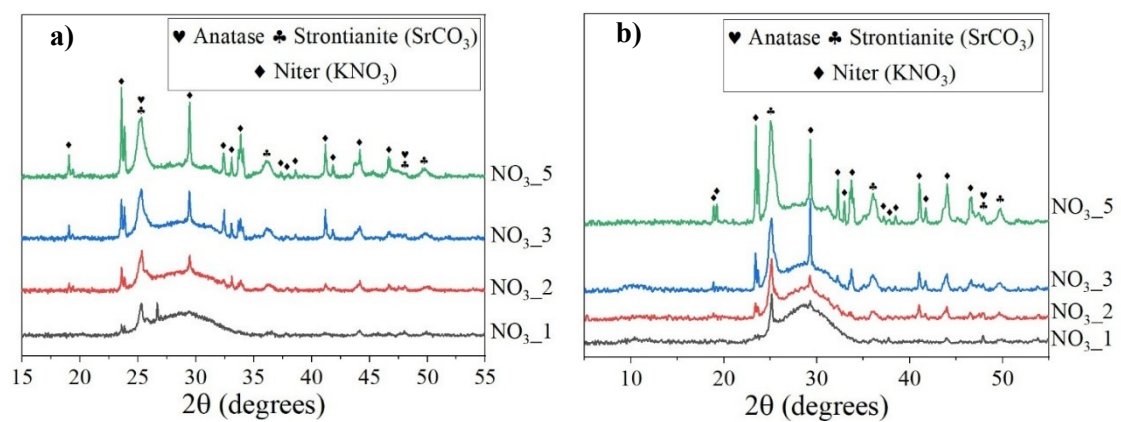 a)
♥ Anatase ♣ Strontianite (SrCO₃)
♦ Niter (KNO₃)
NO₃_5
NO₃_3
NO₃_2
NO₃_1
15 20 25 30 35 40 45 50 55
2θ (degrees)
b)
♥ Anatase ♣ Strontianite (SrCO₃)
♦ Niter (KNO₃)
NO₃_5
NO₃_3
NO₃_2
NO₃_1
10 20 30 40 50
2θ (degrees)